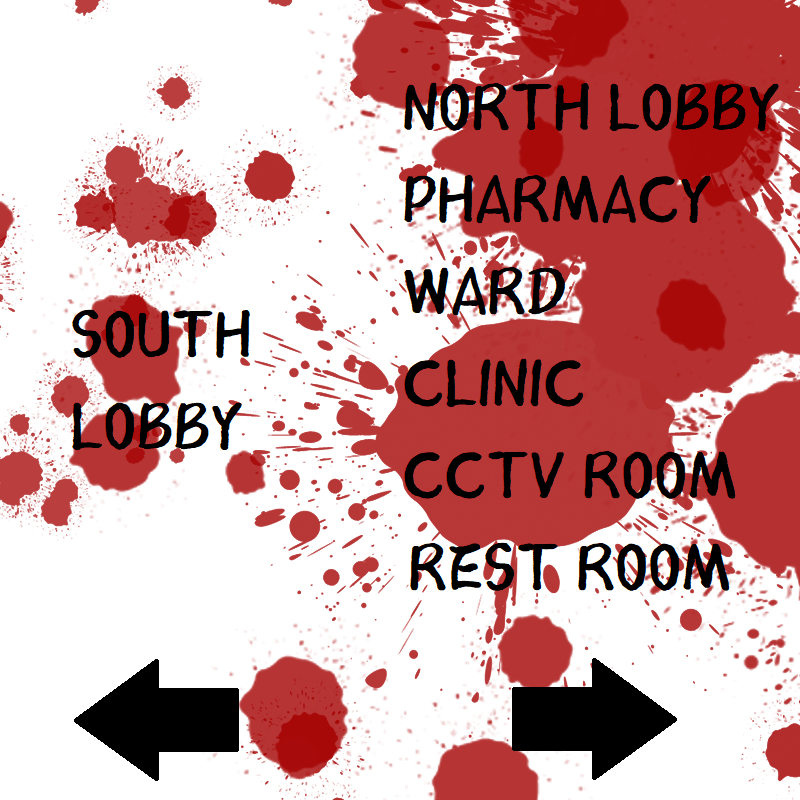 SOUTH
LOBBY
NORTH LOBBY
PHARMACY
WARD
CLINIC
CCTV ROOM
REST ROOM